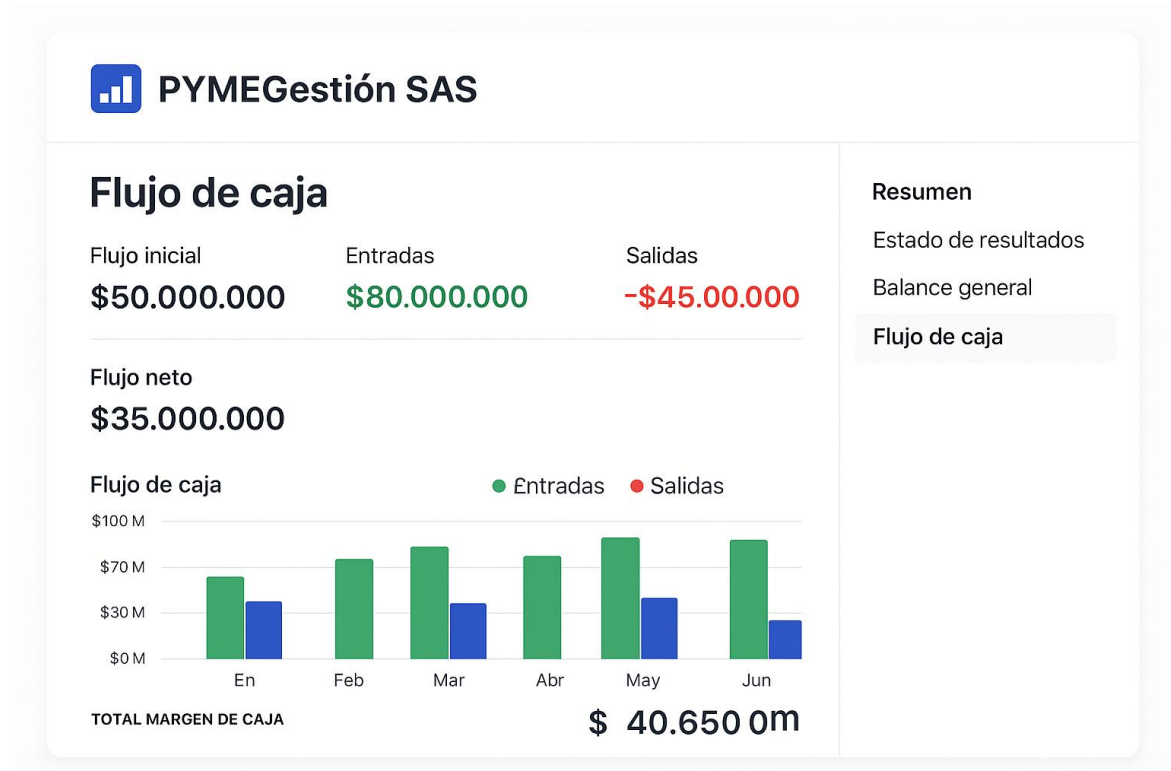 PYMEGestión SAS
Flujo de caja
Flujo inicial Entradas Salidas
$50.000.000 $80.000.000 -$45.00.000
Flujo neto
$35.000.000
Flujo de caja £ntradas Salidas
$100 M
$70 M
$30 M
$0 M
En Feb Mar Abr May Jun
TOTAL MARGEN DE CAJA $ 40.650 0m
Resumen
Estado de resultados
Balance general
Flujo de caja